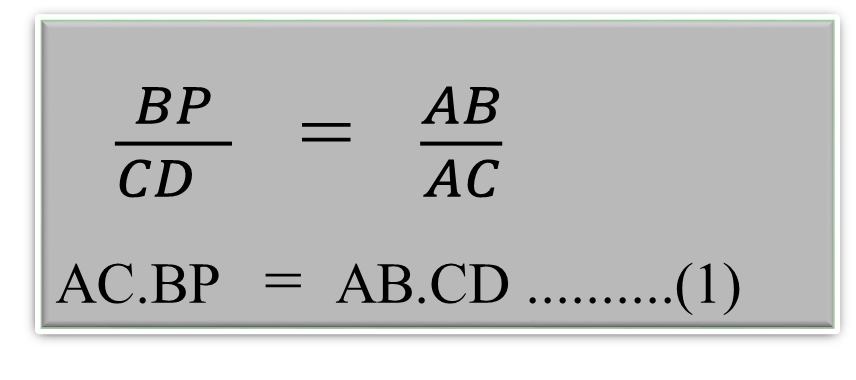 BP/CD = AB/AC
AC.BP = AB.CD ..........(1)